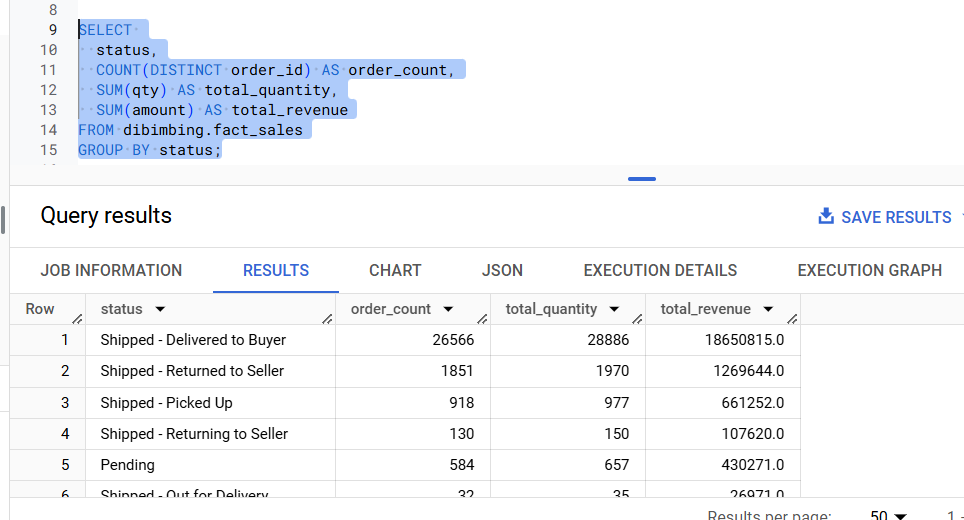 8
9 SELECT
10 status,
11 COUNT(DISTINCT order_id) AS order_count,
12 SUM(qty) AS total_quantity,
13 SUM(amount) AS total_revenue
14 FROM dibimbing.fact_sales
15 GROUP BY status;
Query results
SAVE RESULTS
JOB INFORMATION RESULTS CHART JSON EXECUTION DETAILS EXECUTION GRAPH
Row status order_count total_quantity total_revenue
1 Shipped - Delivered to Buyer 26566 28886 18650815.0
2 Shipped - Returned to Seller 1851 1970 1269644.0
3 Shipped - Picked Up 918 977 661252.0
4 Shipped - Returning to Seller 130 150 107620.0
5 Pending 584 657 430271.0
6 Shipped - Out for Delivery 32 35 26971.0
Results per page: 50 1 -